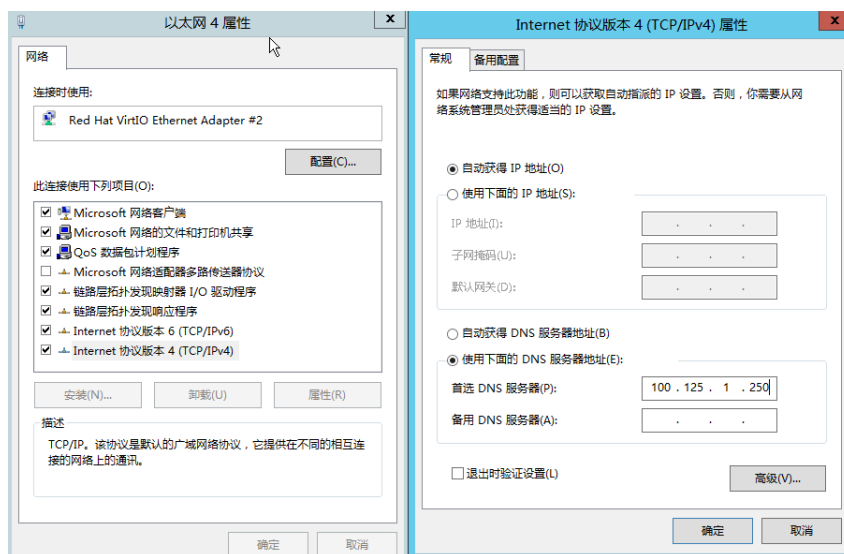 以太网 4 属性
x
网络
连接时使用:
Red Hat VirtIO Ethernet Adapter #2
配置(C)...
此连接使用下列项目(O):
Microsoft 网络客户端
Microsoft 网络的文件和打印机共享
QoS 数据包计划程序
Microsoft 网络适配器多路传送器协议
链路层拓扑发现映射器 I/O 驱动程序
链路层拓扑发现响应程序
Internet 协议版本 6 (TCP/IPv6)
Internet 协议版本 4 (TCP/IPv4)
安装(N)...
卸载(U)
属性(R)
描述
TCP/IP。该协议是默认的广域网络协议，它提供在不同的相互连
接的网络上的通讯。
确定
取消
Internet 协议版本 4 (TCP/IPv4) 属性
x
常规
备用配置
如果网络支持此功能，则可以获取自动指派的 IP 设置。否则，你需要从网
络系统管理员处获得适当的 IP 设置。
自动获得 IP 地址(O)
使用下面的 IP 地址(S):
IP 地址(I):
. . .
子网掩码(U):
. . .
默认网关(D):
. . .
自动获得 DNS 服务器地址(B)
使用下面的 DNS 服务器地址(E):
首选 DNS 服务器(P):
100 . 125 . 1 . 250
备用 DNS 服务器(A):
. . .
退出时验证设置(L)
高级(V)...
确定
取消